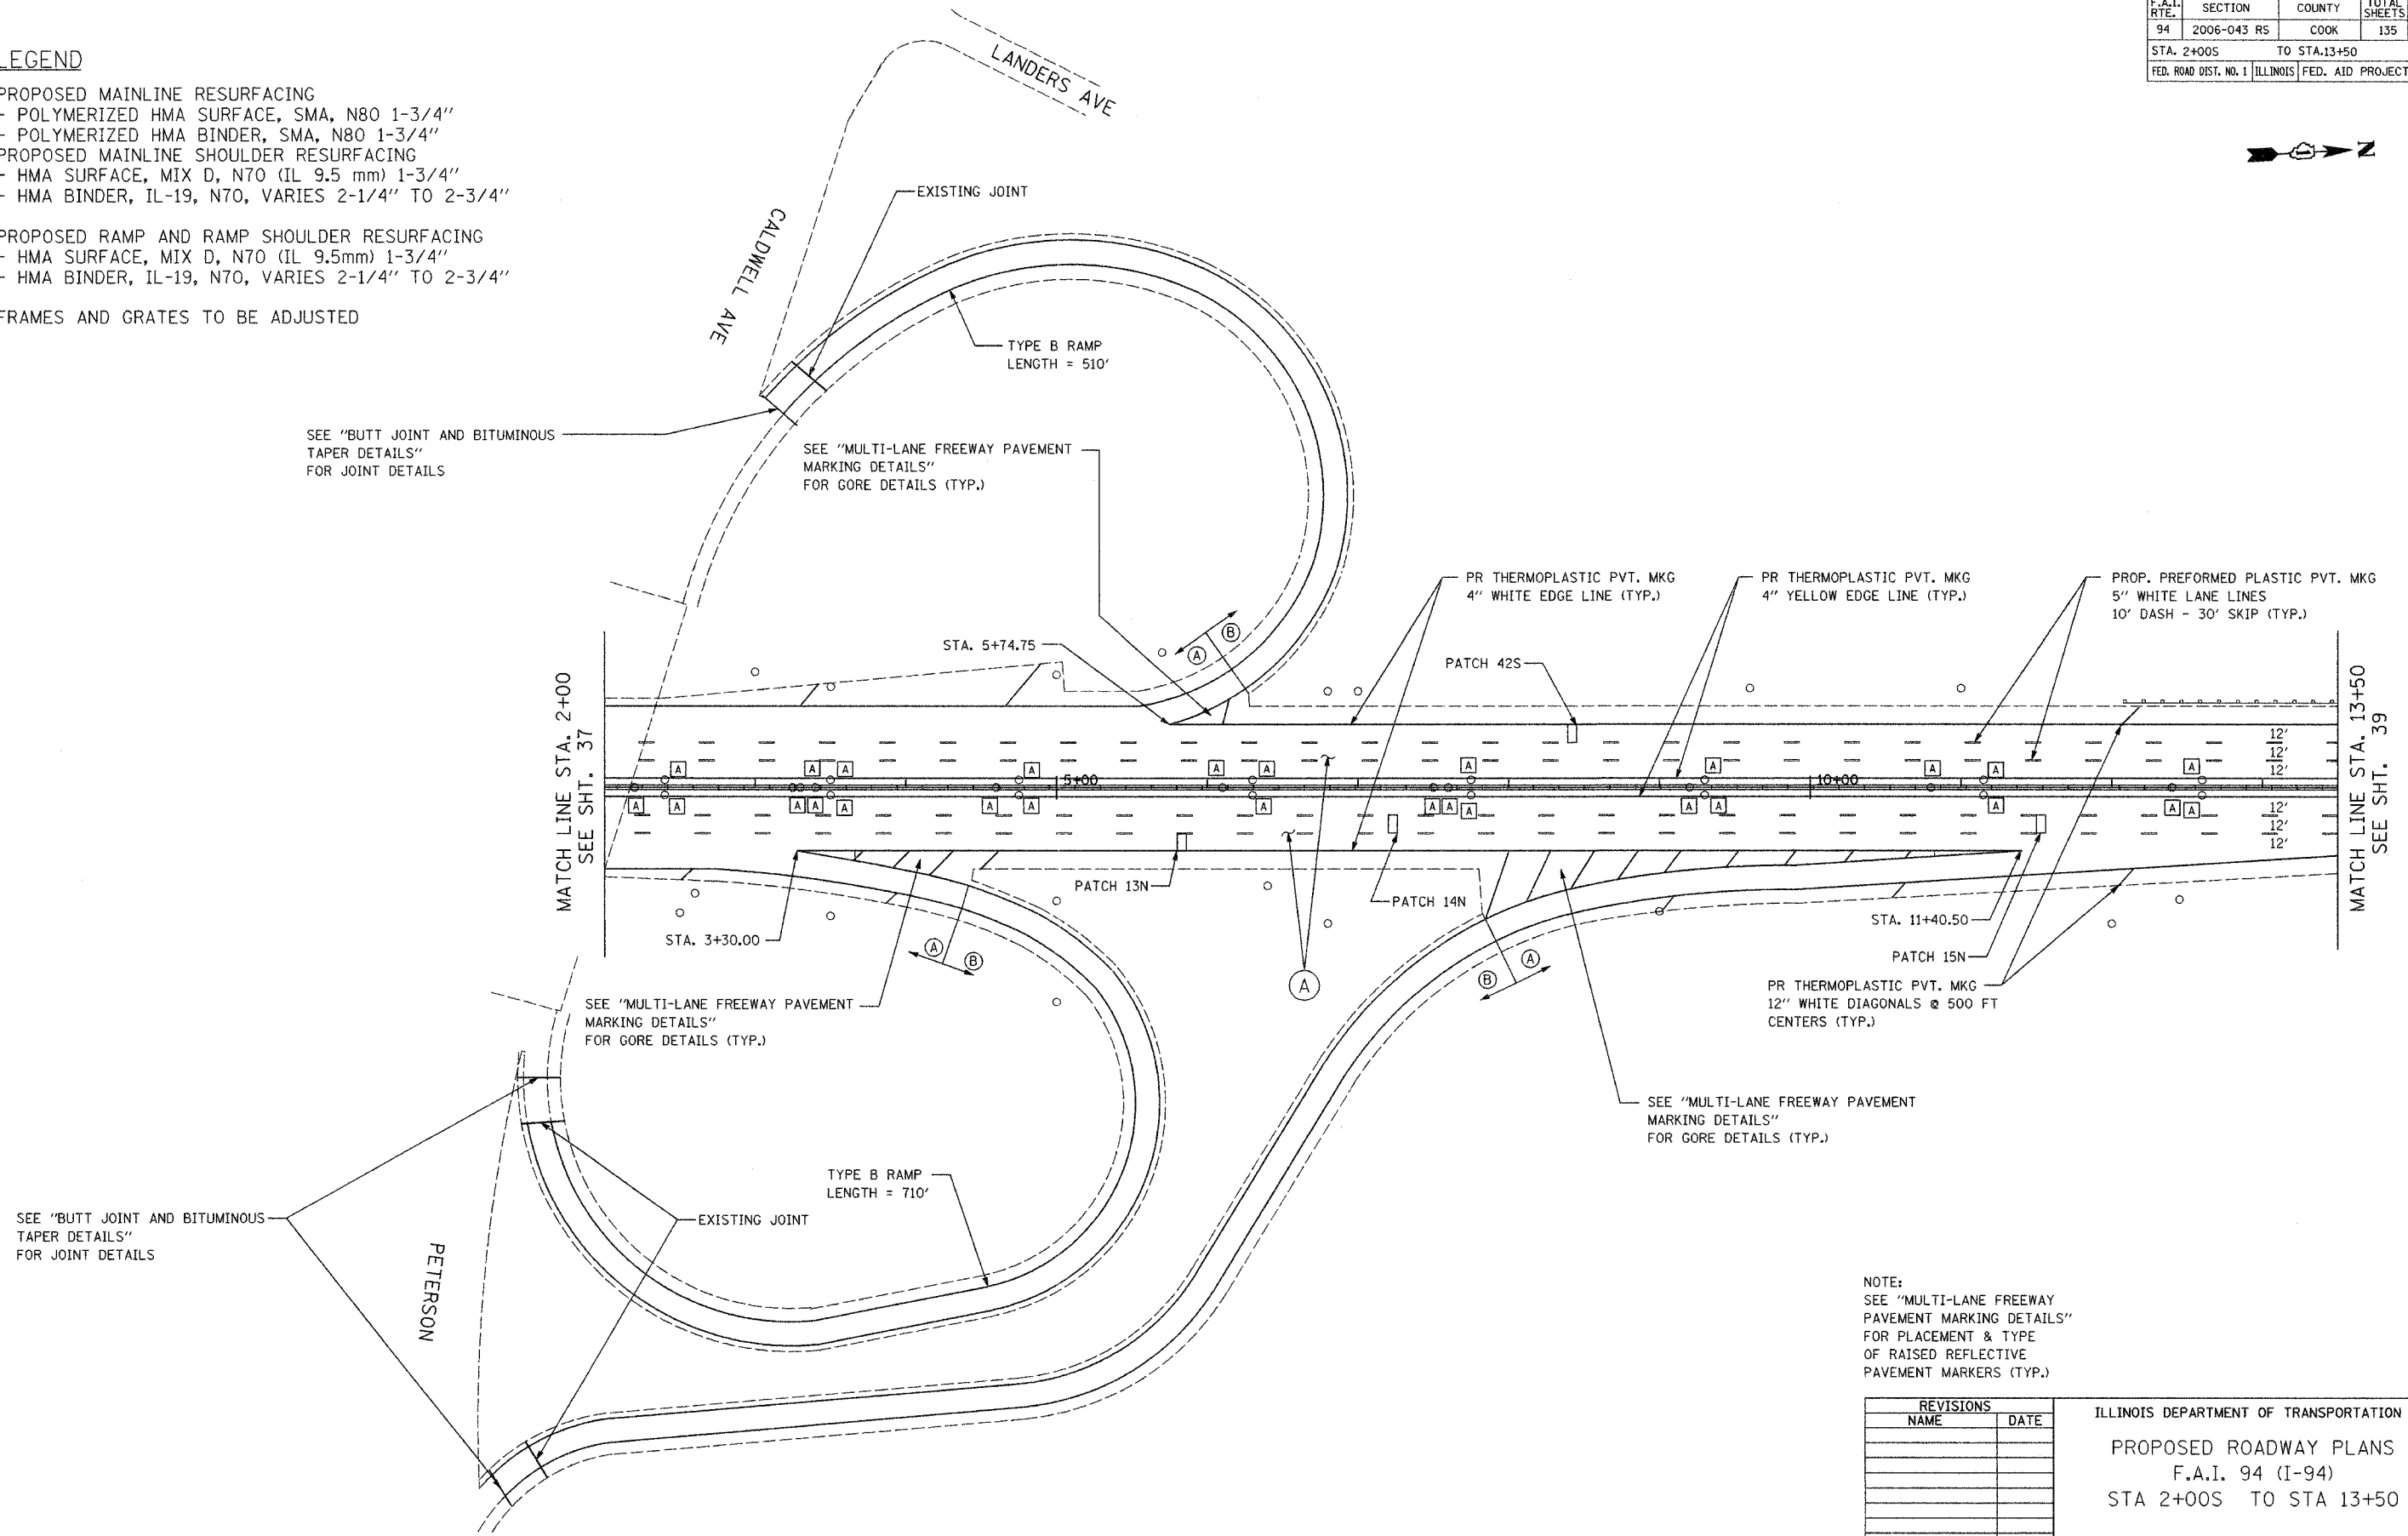 F.A.I. RTE. SECTION COUNTY TOTAL SHEETS
94 2006-043 RS COOK 135
STA. 2+00S TO STA.13+50
FED. ROAD DIST. NO. 1 ILLINOIS FED. AID PROJECT
LEGEND
PROPOSED MAINLINE RESURFACING
- POLYMERIZED HMA SURFACE, SMA, N80 1-3/4"
- POLYMERIZED HMA BINDER, SMA, N80 1-3/4"
PROPOSED MAINLINE SHOULDER RESURFACING
- HMA SURFACE, MIX D, N70 (IL 9.5 mm) 1-3/4"
- HMA BINDER, IL-19, N70, VARIES 2-1/4" TO 2-3/4"
PROPOSED RAMP AND RAMP SHOULDER RESURFACING
- HMA SURFACE, MIX D, N70 (IL 9.5mm) 1-3/4"
- HMA BINDER, IL-19, N70, VARIES 2-1/4" TO 2-3/4"
FRAMES AND GRATES TO BE ADJUSTED
LANDERS AVE
N
EXISTING JOINT
CALDWELL AVE
TYPE B RAMP
LENGTH = 510'
SEE "BUTT JOINT AND BITUMINOUS
TAPER DETAILS"
FOR JOINT DETAILS
SEE "MULTI-LANE FREEWAY PAVEMENT
MARKING DETAILS"
FOR GORE DETAILS (TYP.)
PR THERMOPLASTIC PVT. MKG
4" WHITE EDGE LINE (TYP.)
PR THERMOPLASTIC PVT. MKG
4" YELLOW EDGE LINE (TYP.)
PROP. PREFORMED PLASTIC PVT. MKG
5" WHITE LANE LINES
10' DASH - 30' SKIP (TYP.)
B
A
STA. 5+74.75
PATCH 42S
MATCH LINE STA. 2+00
SEE SHT. 37
MATCH LINE STA. 13+50
SEE SHT. 39
12'
12'
12'
A A A A A A A A A A A
5+00 10+00
A A A A A A A A A A A A A A A A A
12'
12'
12'
PATCH 13N
PATCH 14N
STA. 3+30.00
STA. 11+40.50
A
B
A
B
A
PATCH 15N
PR THERMOPLASTIC PVT. MKG
12" WHITE DIAGONALS @ 500 FT
CENTERS (TYP.)
SEE "MULTI-LANE FREEWAY PAVEMENT
MARKING DETAILS"
FOR GORE DETAILS (TYP.)
SEE "MULTI-LANE FREEWAY PAVEMENT
MARKING DETAILS"
FOR GORE DETAILS (TYP.)
TYPE B RAMP
LENGTH = 710'
SEE "BUTT JOINT AND BITUMINOUS
TAPER DETAILS"
FOR JOINT DETAILS
EXISTING JOINT
PETERSON
NOTE:
SEE "MULTI-LANE FREEWAY
PAVEMENT MARKING DETAILS"
FOR PLACEMENT & TYPE
OF RAISED REFLECTIVE
PAVEMENT MARKERS (TYP.)
REVISIONS
NAME DATE
ILLINOIS DEPARTMENT OF TRANSPORTATION
PROPOSED ROADWAY PLANS
F.A.I. 94 (I-94)
STA 2+00S TO STA 13+50